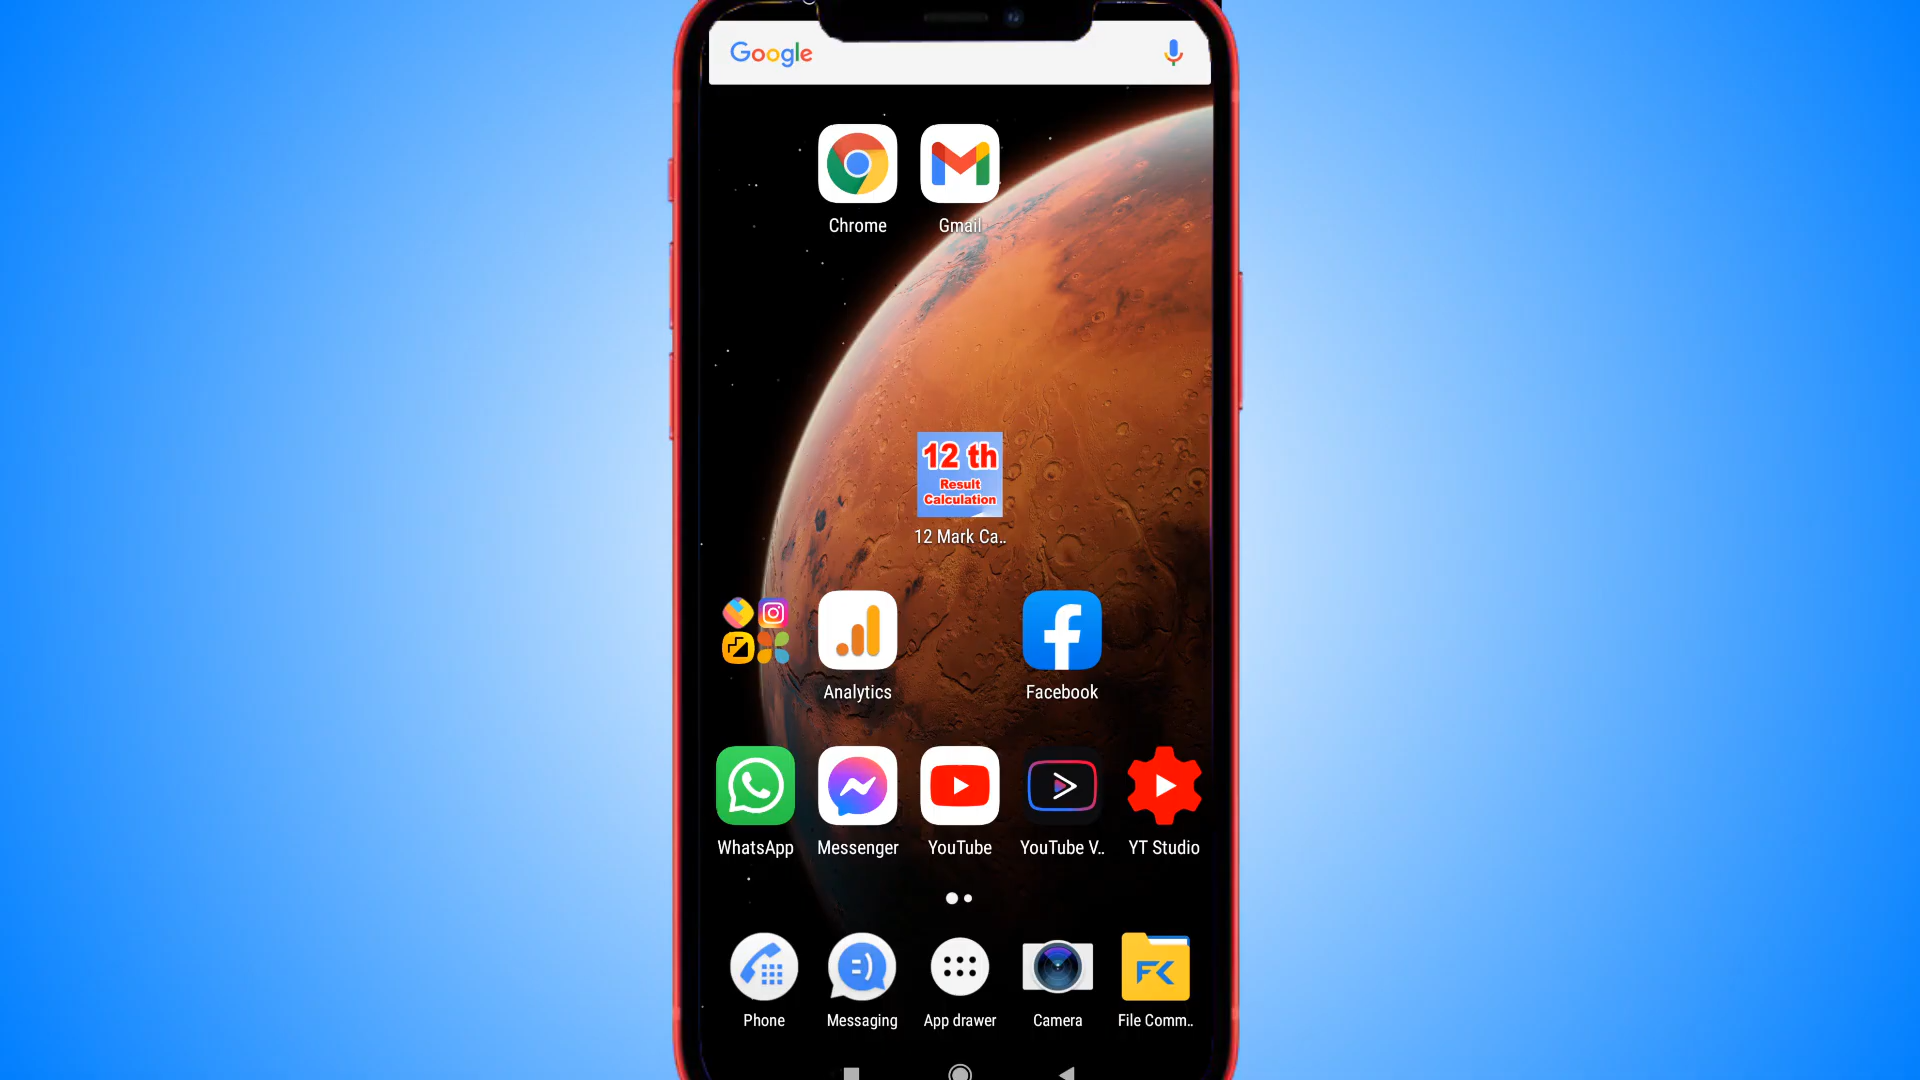 Google
Chrome
Gmail
12 th
Result
Calculation
12 Mark Ca..
Analytics
Facebook
WhatsApp
Messenger
YouTube
YouTube V..
YT Studio
FC
Phone
Messaging
App drawer
Camera
File Comm..